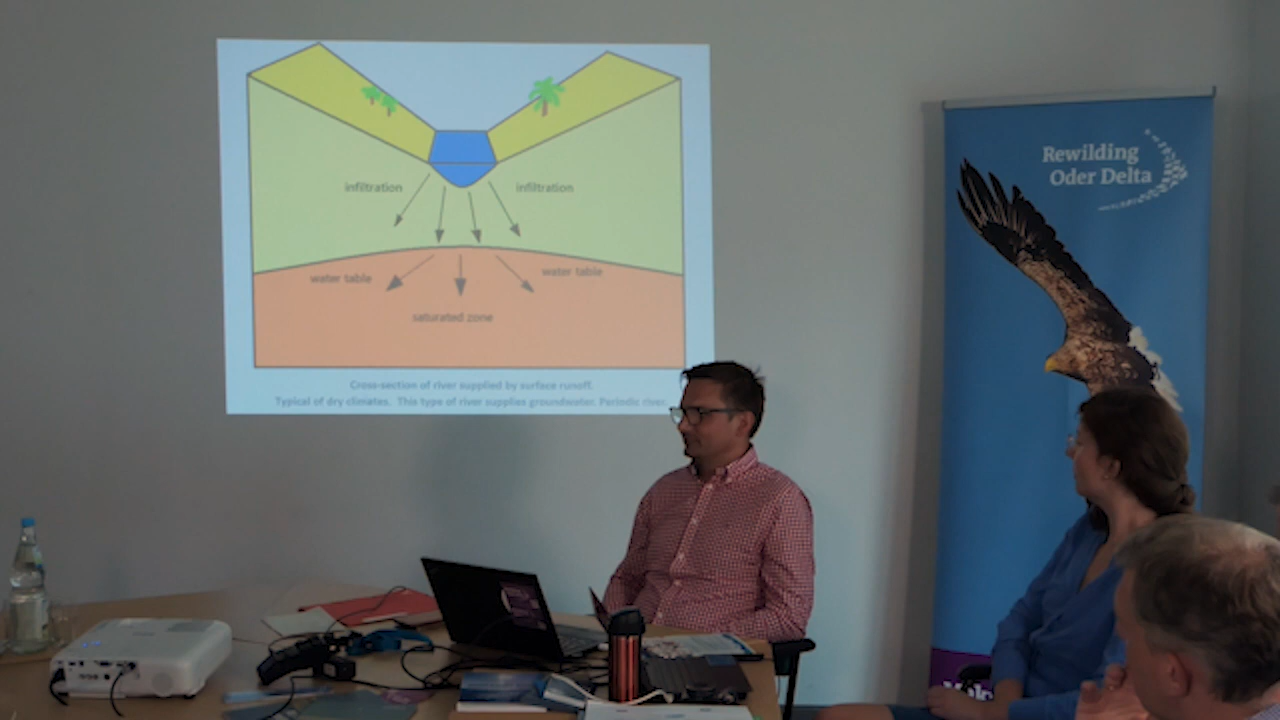 infiltration
infiltration
water table
water table
saturated zone
Cross-section of river supplied by surface runoff.
Typical of dry climates. This type of river supplies groundwater. Periodic river.
Rewilding
Oder Delta